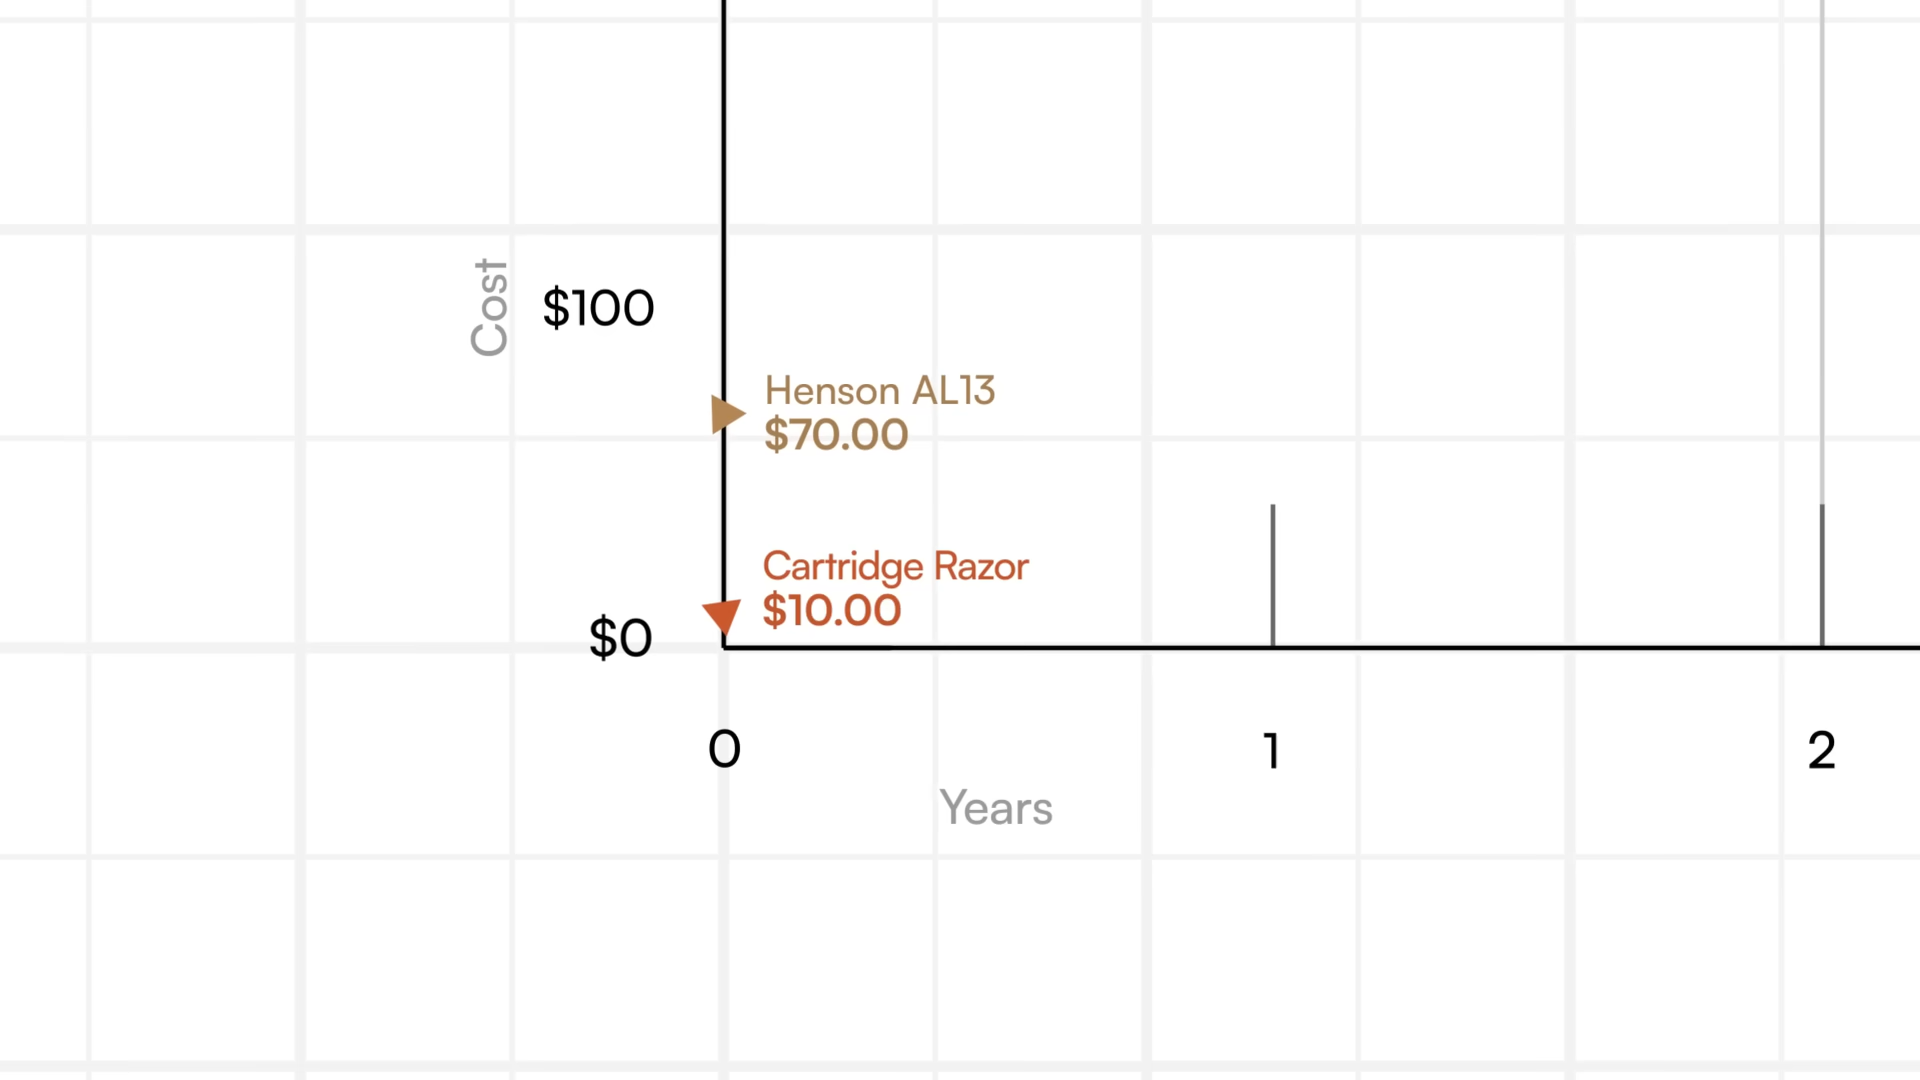 Cost
$100
Henson AL13
$70.00
Cartridge Razor
$10.00
$0
0
1
2
Years